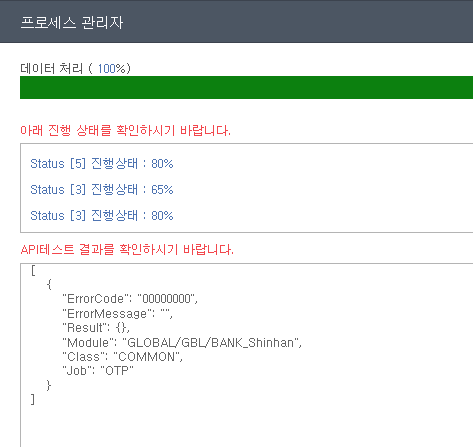 프로세스 관리자
데이터 처리 ( 100%)
아래 진행 상태를 확인하시기 바랍니다.
Status [5] 진행상태 : 80%
Status [3] 진행상태 : 65%
Status [3] 진행상태 : 80%
API테스트 결과를 확인하시기 바랍니다.
[
{
"ErrorCode": "00000000",
"ErrorMessage": "",
"Result": {},
"Module": "GLOBAL/GBL/BANK_Shinhan",
"Class": "COMMON",
"Job": "OTP"
}
]